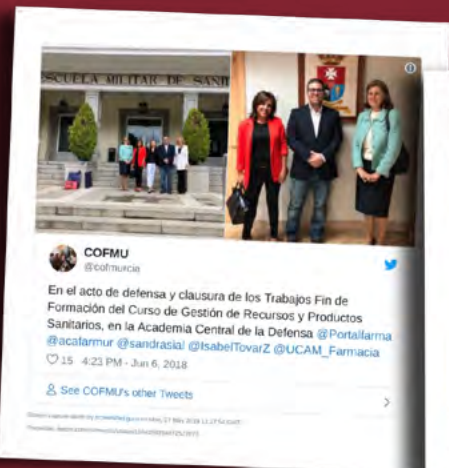 ESCUELA MILITAR DE SANI
COFMU
@cofmurcia
En el acto de defensa y clausura de los Trabajos Fin de
Formación del Curso de Gestión de Recursos y Productos
Sanitarios, en la Academia Central de la Defensa @Portalfarma
@acafarmur @sandrasial @IsabelTovarZ @UCAM_Farmacia
15 4:23 PM - Jun 6, 2018
See COFMU's other Tweets